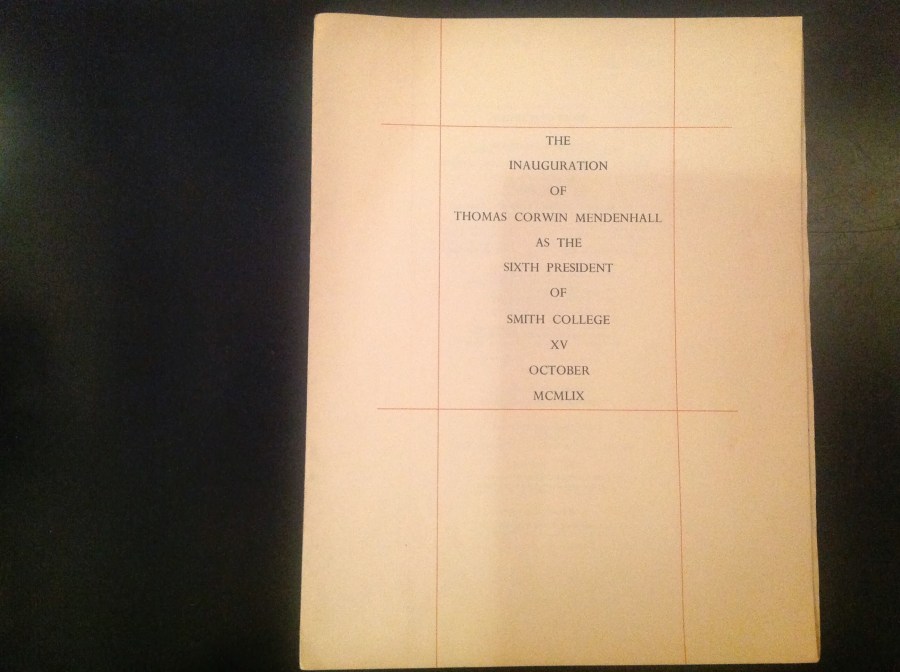 THE
INAUGURATION
OF
THOMAS CORWIN MENDENHALL
AS THE
SIXTH PRESIDENT
OF
SMITH COLLEGE
XV
OCTOBER
MCMLIX